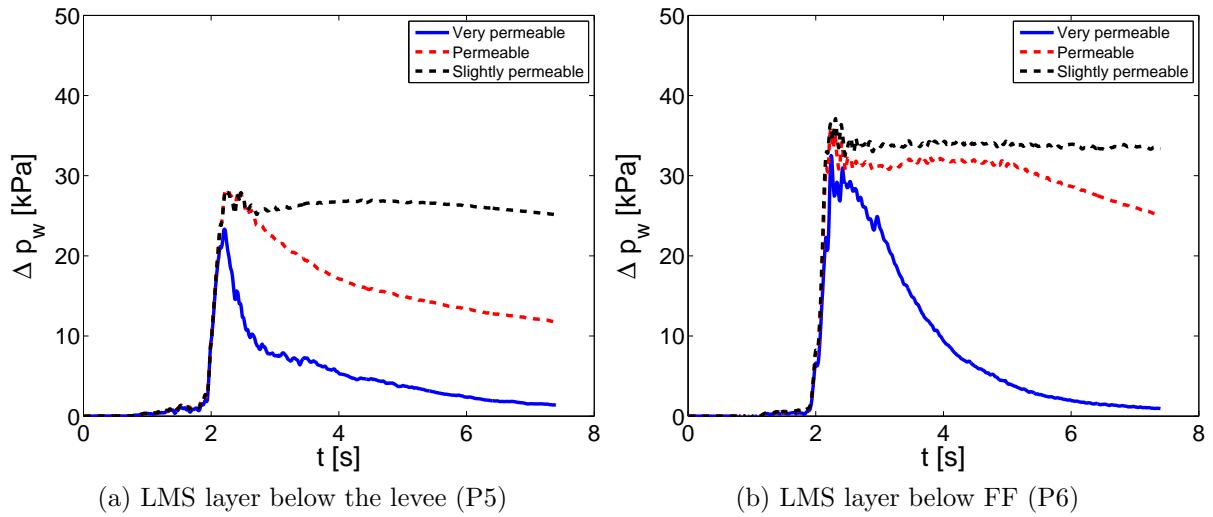 50
40
30
20
10
0
Δ p_w [kPa]
Very permeable
Permeable
Slightly permeable
0 2 4 6 8
t [s]
(a) LMS layer below the levee (P5)
50
40
30
20
10
0
Δ p_w [kPa]
Very permeable
Permeable
Slightly permeable
0 2 4 6 8
t [s]
(b) LMS layer below FF (P6)